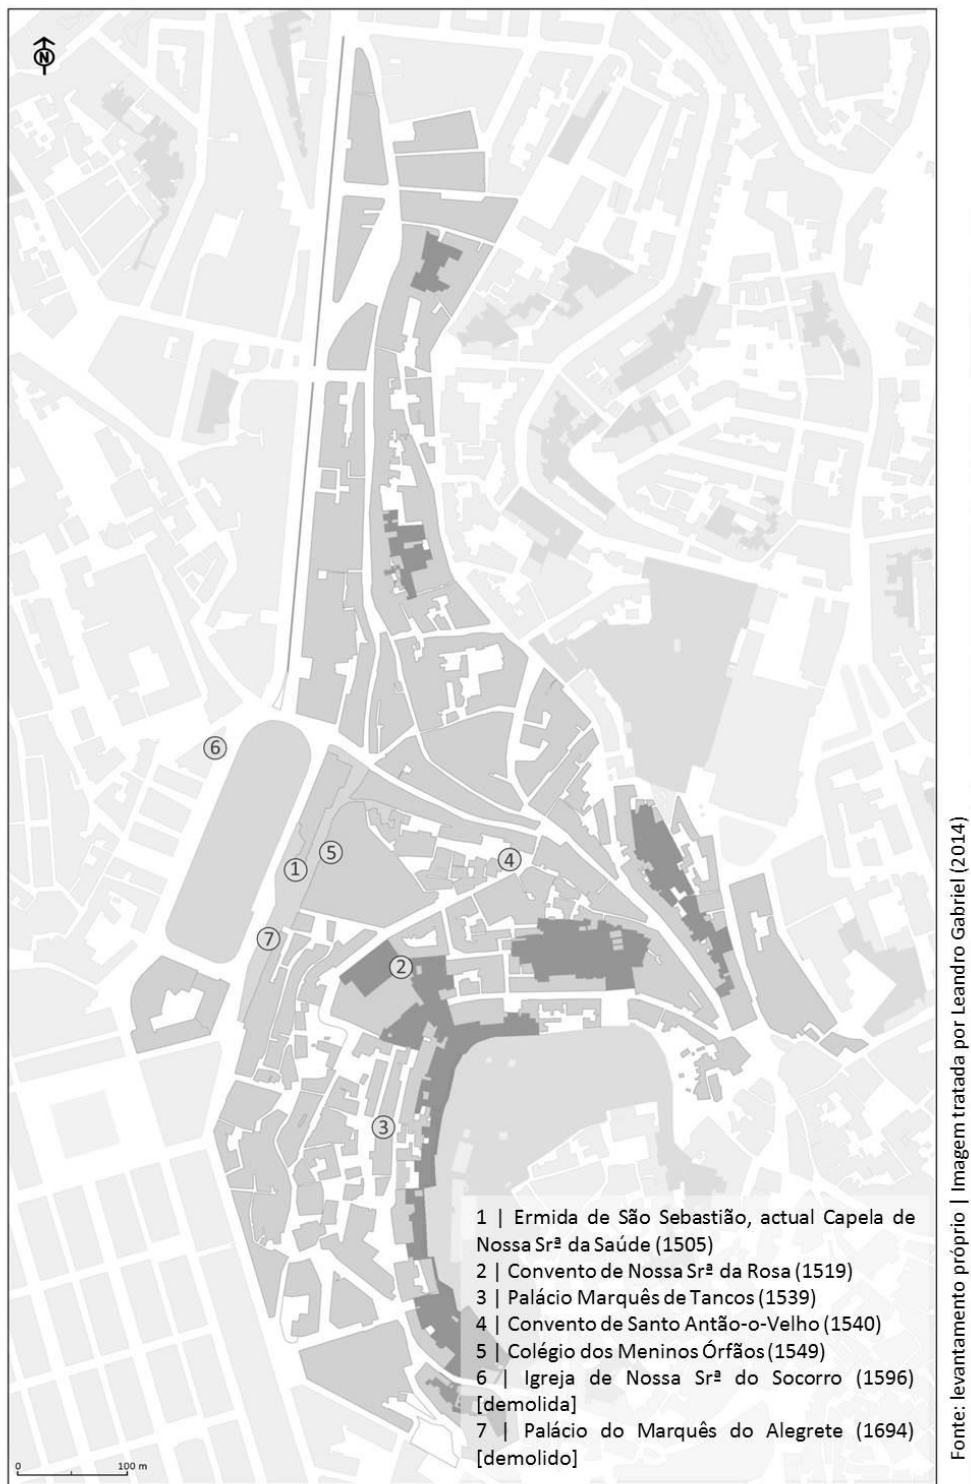 N
6
5
1
4
7
2
3
1 | Ermida de São Sebastião, actual Capela de
Nossa Srª da Saúde (1505)
2 | Convento de Nossa Srª da Rosa (1519)
3 | Palácio Marquês de Tancos (1539)
4 | Convento de Santo Antão-o-Velho (1540)
5 | Colégio dos Meninos Órfãos (1549)
6 | Igreja de Nossa Srª do Socorro (1596)
[demolida]
7 | Palácio do Marquês do Alegrete (1694)
[demolido]
0 100 m
Fonte: levantamento próprio | Imagem tratada por Leandro Gabriel (2014)